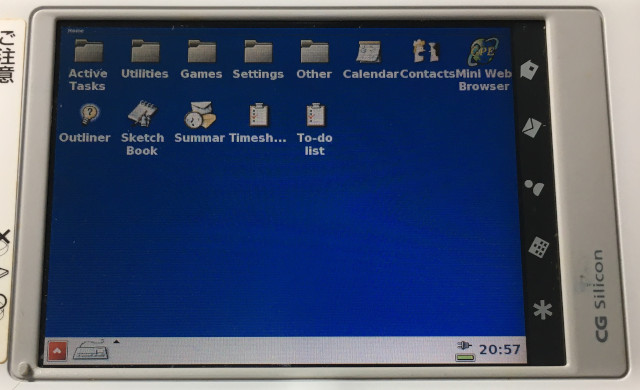 Home
Active Tasks
Utilities
Games
Settings
Other
Calendar
Contacts
Mini Web Browser
Outliner
Sketch Book
Summar
Timesh...
To-do list
20:57
CG Silicon
ご注意